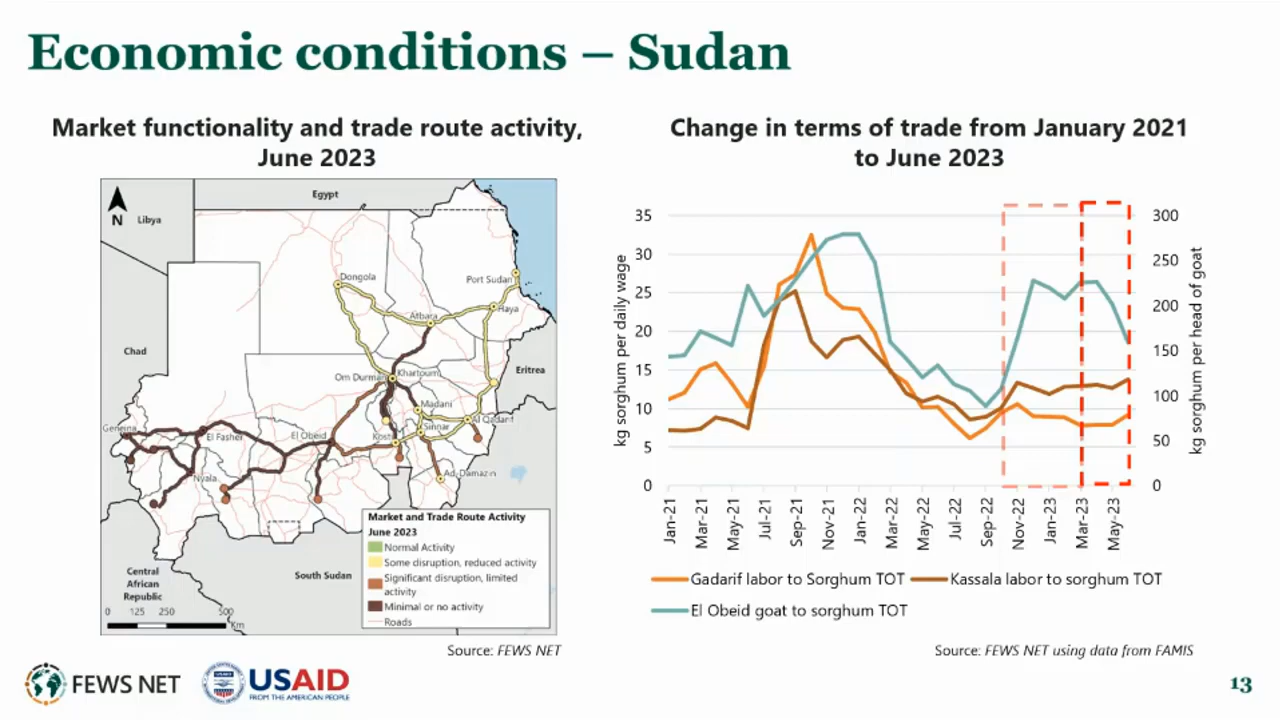 Economic conditions – Sudan
Market functionality and trade route activity,
June 2023
N
Egypt
Libya
Chad
Eritrea
Central
African
Republic
South Sudan
Dongola
Port Sudan
Haya
Atbara
Om Durman
Khartoum
Madani
Al Qadarif
Sinnar
Kosti
Ad-Damazin
El Obeid
El Fasher
Geneina
Nyala
0 125 250 500
Km
Market and Trade Route Activity
June 2023
Normal Activity
Some disruption, reduced activity
Significant disruption, limited
activity
Minimal or no activity
Roads
Source: FEWS NET
Change in terms of trade from January 2021
to June 2023
kg sorghum per daily wage
35
30
25
20
15
10
5
0
300
250
200
150
100
50
0
kg sorghum per head of goat
Jan-21
Mar-21
May-21
Jul-21
Sep-21
Nov-21
Jan-22
Mar-22
May-22
Jul-22
Sep-22
Nov-22
Jan-23
Mar-23
May-23
Gadarif labor to Sorghum TOT
Kassala labor to sorghum TOT
El Obeid goat to sorghum TOT
Source: FEWS NET using data from FAMIS
FEWS NET
USAID
FROM THE AMERICAN PEOPLE
13